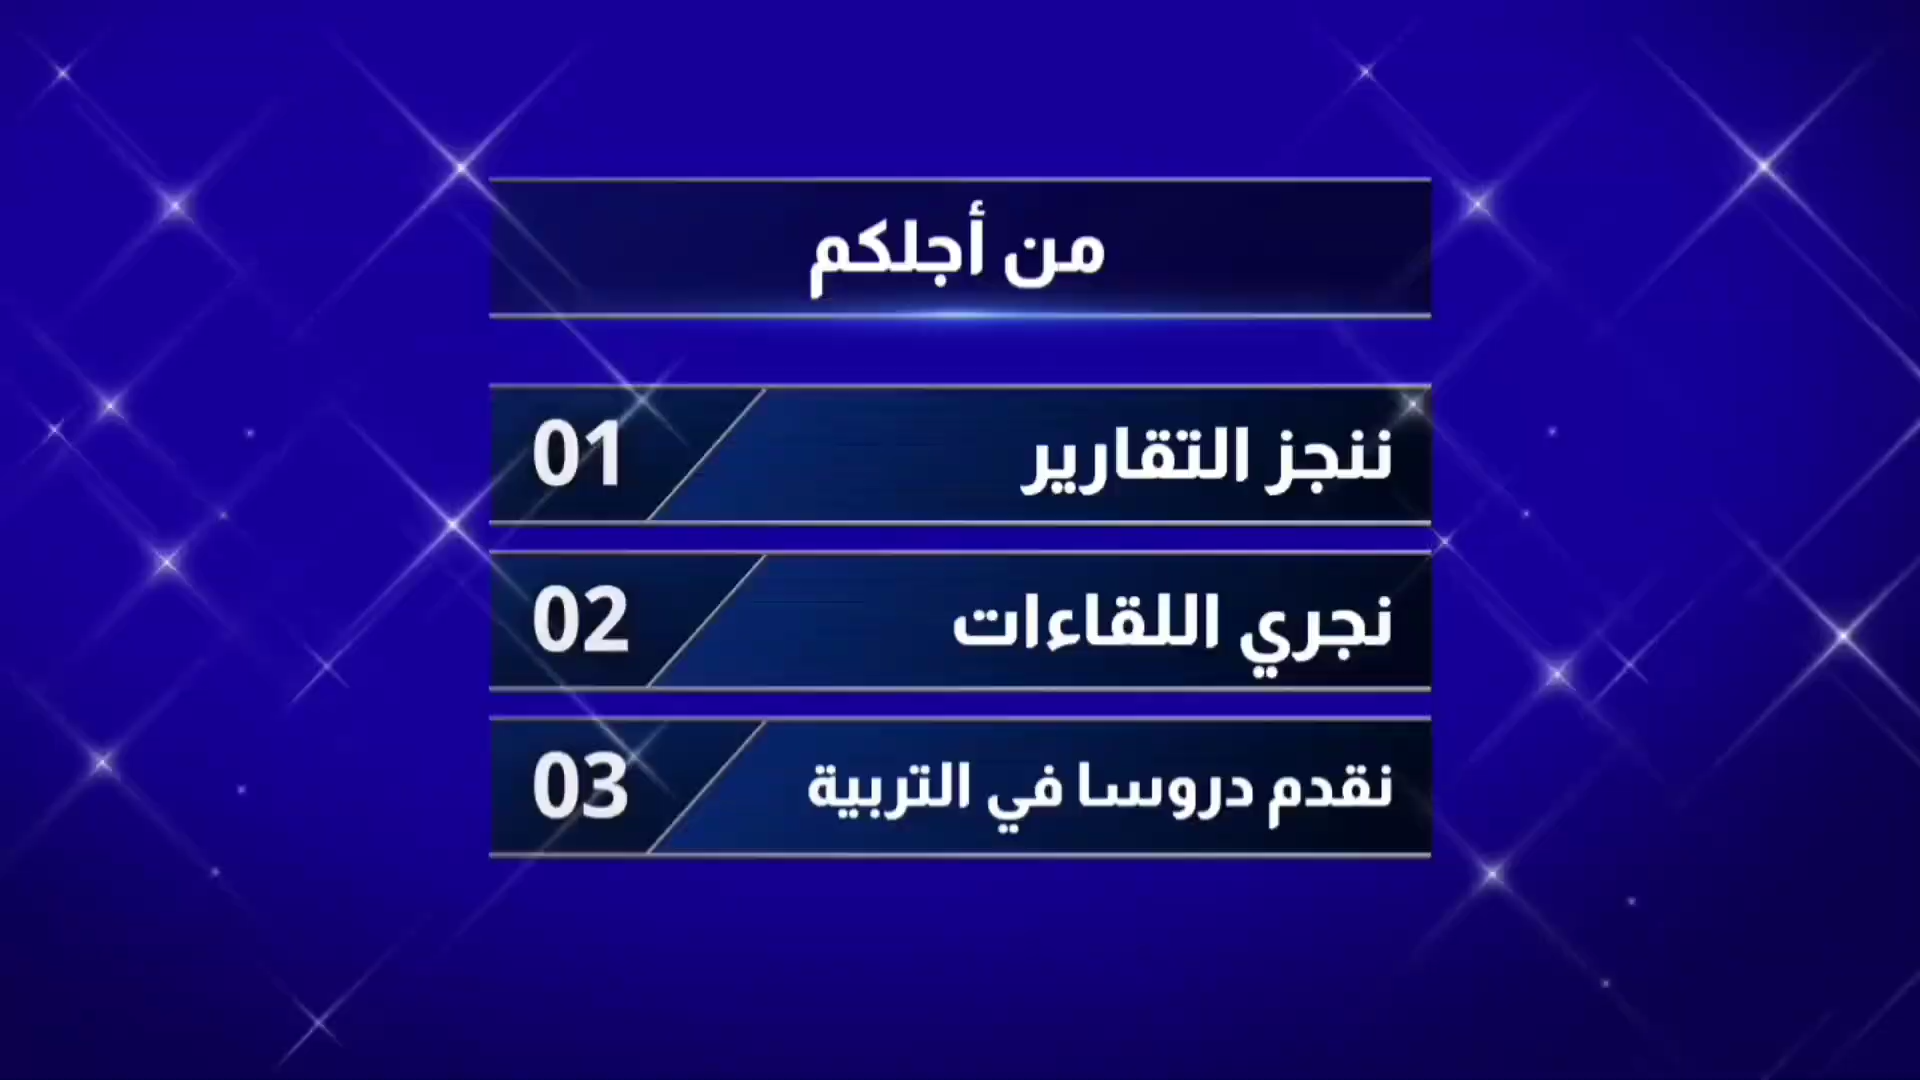 من أجلكم
ننجز التقارير 01
نجري اللقاءات 02
نقدم دروسا في التربية 03